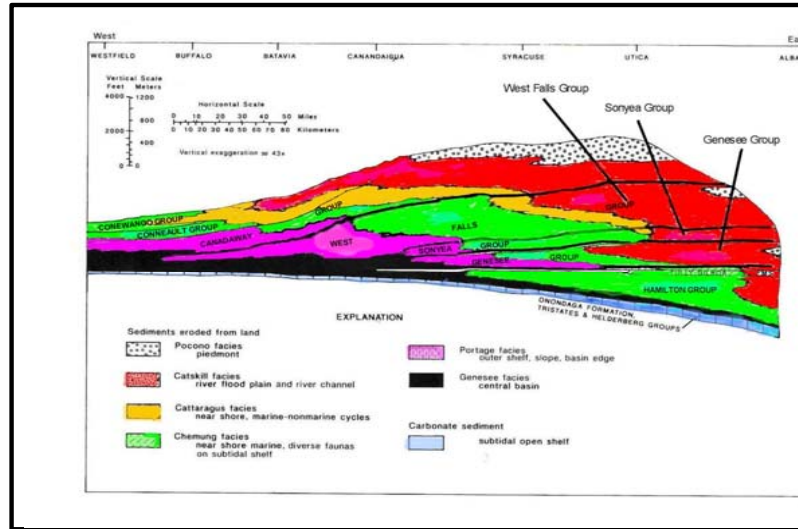 West
Ea
WESTFIELD BUFFALO BATAVIA CANANDAIGUA SYRACUSE UTICA ALBA
Vertical Scale
Feet Meters
4000 1200
800
2000
400
0 0
Horizontal Scale
0 10 20 30 40 50 Miles
0 10 20 30 40 50 60 70 80 Kilometers
Vertical exaggeration 43x
West Falls Group
Sonyea Group
Genesee Group
CONEWANGO GROUP
CONNEAULT GROUP
CANADAWAY GROUP
WEST FALLS GROUP
SONYEA GROUP
GENESEE GROUP
HAMILTON GROUP
ONONDAGA FORMATION,
TRISTATES & HELDERBERG GROUPS
EXPLANATION
Sediments eroded from land
Pocono facies
piedmont
Catskill facies
river flood plain and river channel
Cattaragus facies
near shore, marine-nonmarine cycles
Chemung facies
near shore marine, diverse faunas
on subtidal shelf
Portage facies
outer shelf, slope, basin edge
Genesee facies
central basin
Carbonate sediment
subtidal open shelf